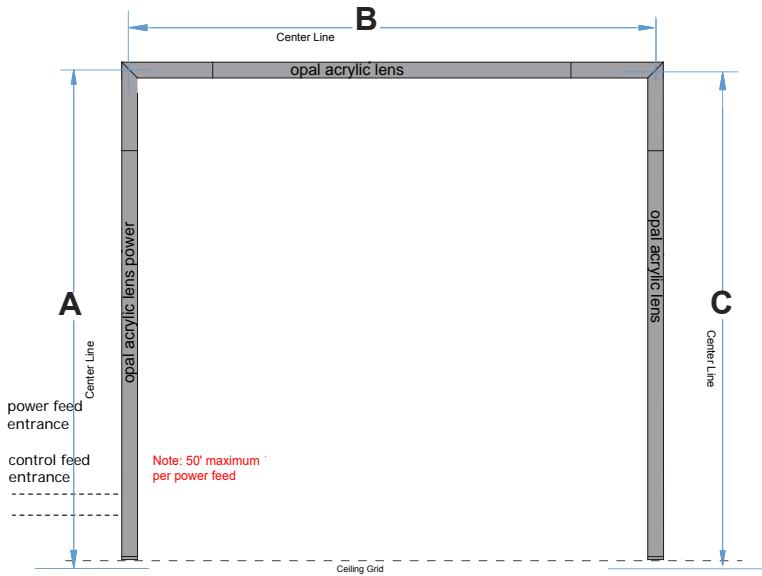 B
Center Line
opal acrylic lens
opal acrylic lens power
opal acrylic lens
A
C
Center Line
Center Line
power feed
entrance
control feed
entrance
Note: 50' maximum
per power feed
Ceiling Grid